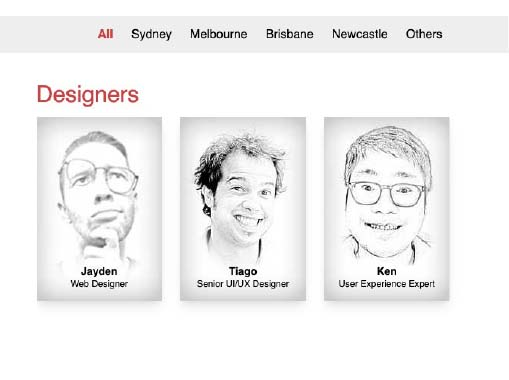 All Sydney Melbourne Brisbane Newcastle Others
Designers
Jayden
Web Designer
Tiago
Senior UI/UX Designer
Ken
User Experience Expert